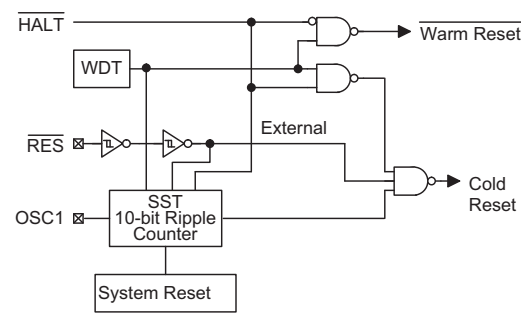 HALT
Warm Reset
WDT
External
RES
SST
10-bit Ripple
Counter
OSC1
Cold
Reset
System Reset